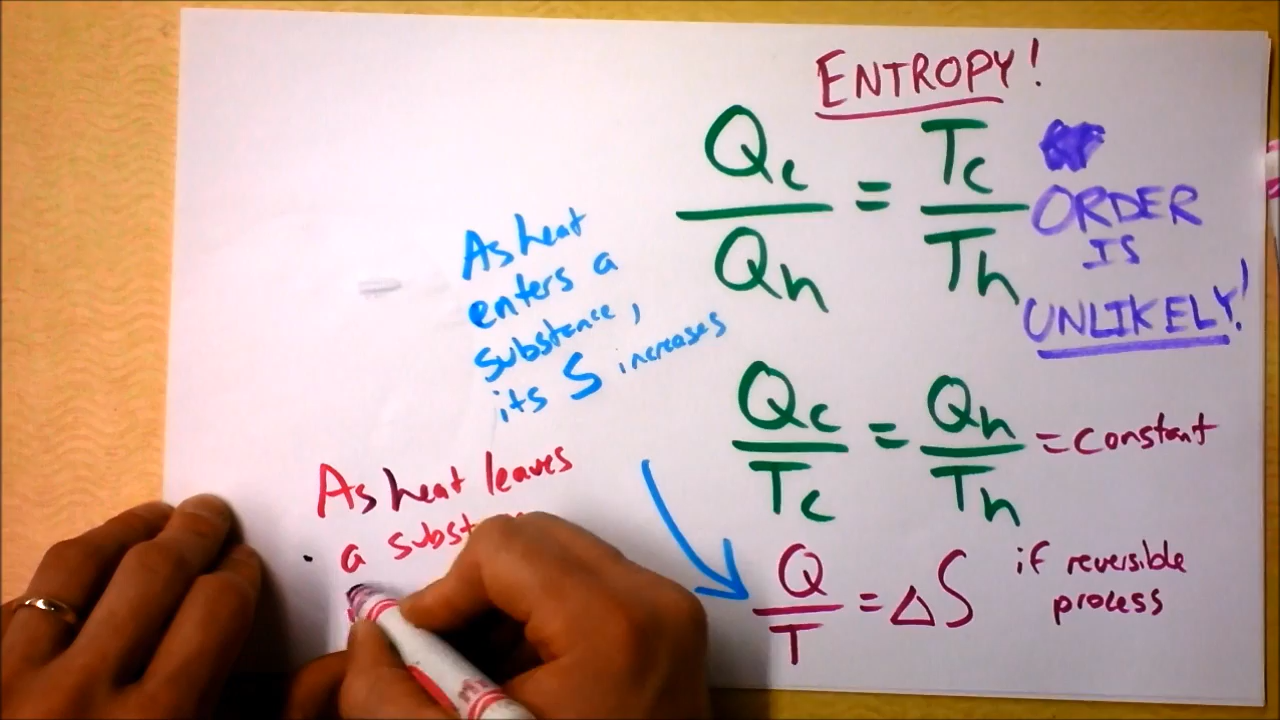 ENTROPY!
Qc/Qh = Tc/Th
ORDER
IS
UNLIKELY!
As heat
enters a
substance,
its S increases
Qc/Tc = Qh/Th = constant
Q/T = ΔS
if reversible
process
As heat leaves
a